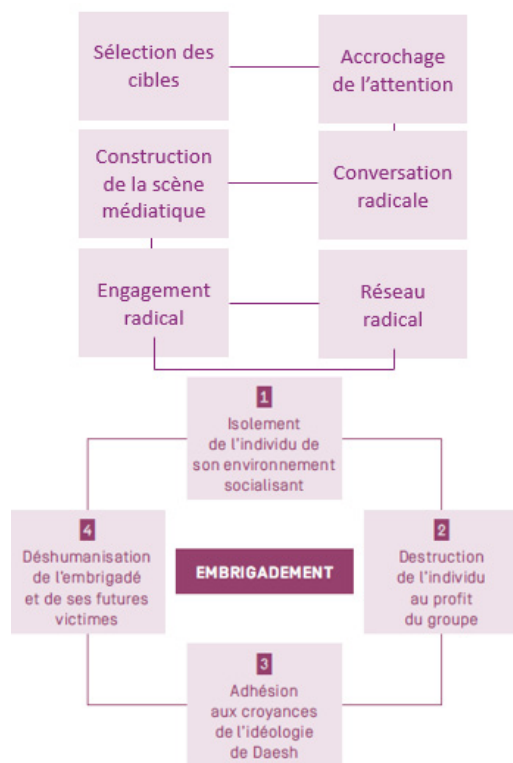 Sélection des
cibles
Accrochage
de l'attention
Construction
de la scène
médiatique
Conversation
radicale
Engagement
radical
Réseau
radical
1
Isolement
de l'individu de
son environnement
socialisant
4
Déshumanisation
de l'embrigadé
et de ses futures
victimes
EMBRIGADEMENT
2
Destruction
de l'individu
au profit
du groupe
3
Adhésion
aux croyances
de l'idéologie
de Daesh